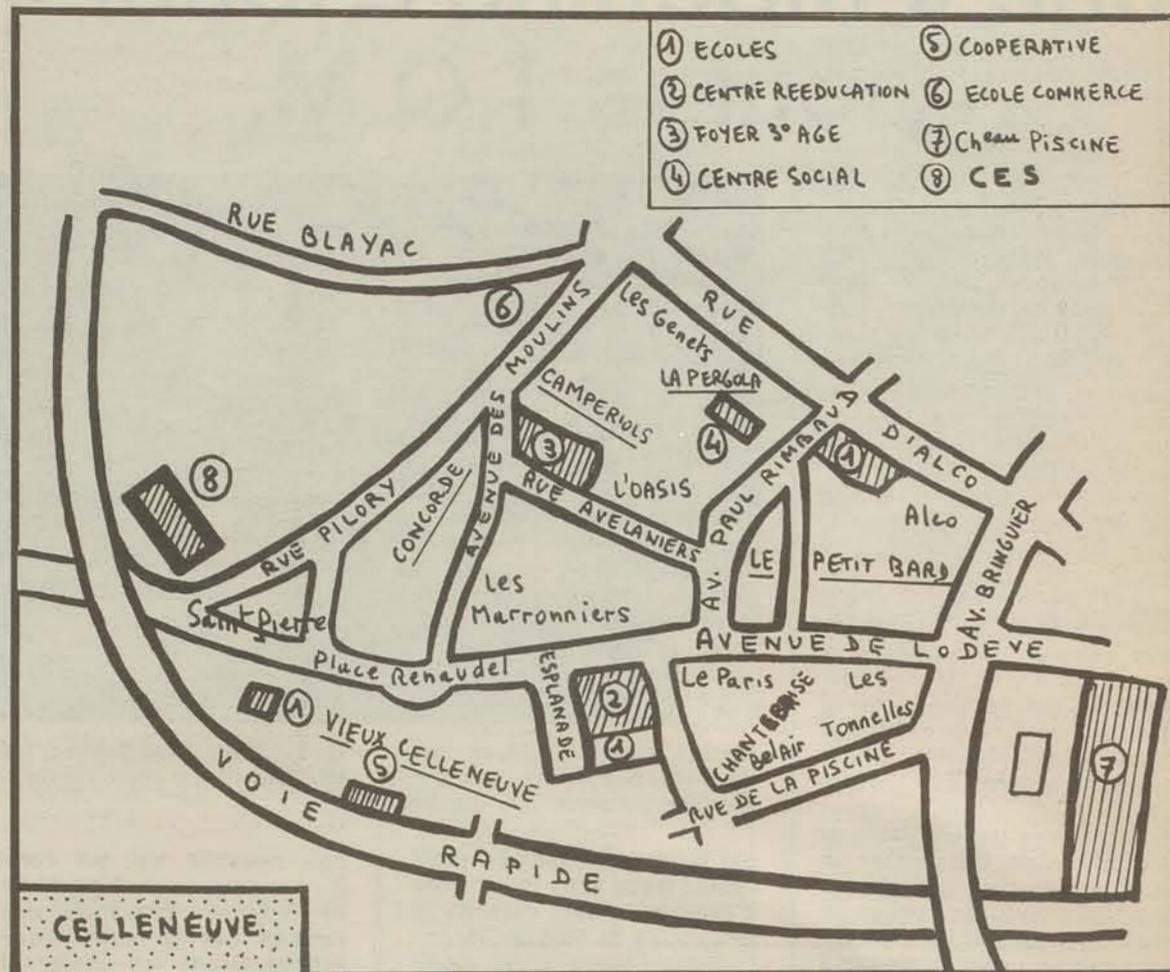 ① ECOLES
② CENTRE REEDUCATION
③ FOYER 3° AGE
④ CENTRE SOCIAL
⑤ COOPERATIVE
⑥ ECOLE COMMERCE
⑦ Cheau PISCINE
⑧ CES
RUE BLAYAC
⑥
AVENUE DES MOULINS
Les Genets
RUE D'ALCO
LA PERGOLA
CAMPERIOLS
④
③
L'OASIS
AV. PAUL RIMBAUD
①
Alco
⑧
RUE PILORY
CONCORDE
RUE AVELANIERS
LE PETIT BARD
AV. BRINGUIER
Les
Marronniers
Saint Pierre
AVENUE DE LODEVE
Place Renaudel
ESPLANADE
②
①
Le Paris
CHANTEBRISE
Les
Tonnelles
Bel Air
RUE DE LA PISCINE
⑦
①
VIEUX CELLENEUVE
⑤
VOIE RAPIDE
CELLENEUVE